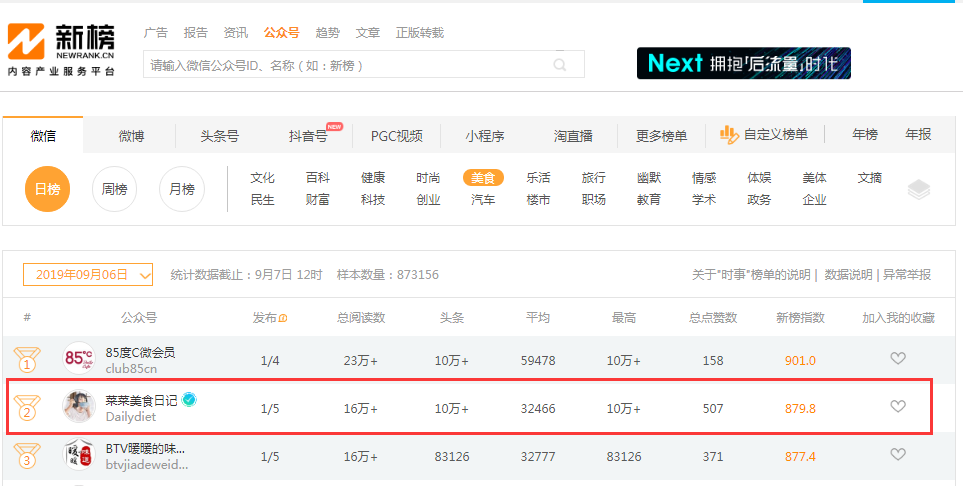 新榜
NEWRANK.CN
内容产业服务平台
广告 报告 资讯 公众号 趋势 文章 正版转载
请输入微信公众号ID、名称（如：新榜）
Next 拥抱「后流量」时代
微信 微博 头条号 抖音号 NEW PGC视频 小程序 淘直播 更多榜单 自定义榜单 年榜 年报
日榜 周榜 月榜
文化 百科 健康 时尚 美食 乐活 旅行 幽默 情感 体娱 美体 文摘
民生 财富 科技 创业 汽车 楼市 职场 教育 学术 政务 企业
2019年09月06日 统计数据截止：9月7日 12时 样本数量：873156 关于"时事"榜单的说明 | 数据说明 | 异常举报
# 公众号 发布 总阅读数 头条 平均 最高 总点赞数 新榜指数 加入我的收藏
1 85℃ 85度C微会员 1/4 23万+ 10万+ 59478 10万+ 158 901.0
club85cn
2 菜菜美食日记 1/5 16万+ 10万+ 32466 10万+ 507 879.8
Dailydiet
3 BTV暖暖的味... 1/5 16万+ 83126 32777 83126 371 877.4
btvjiadeweid...